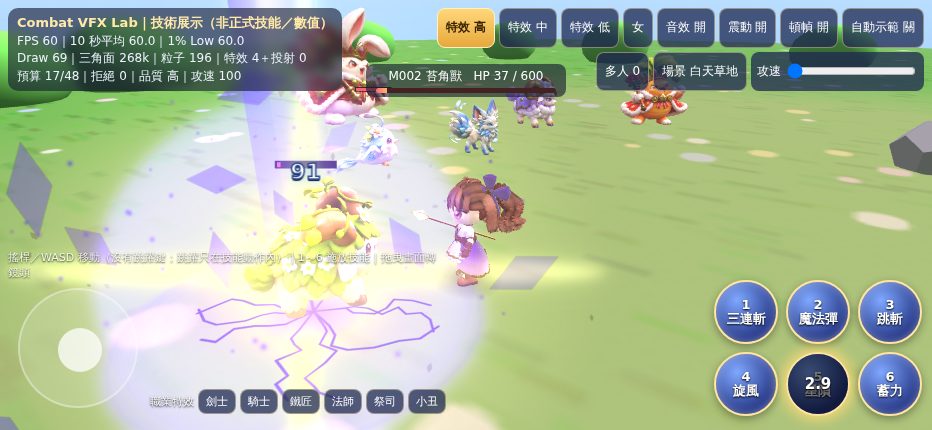 Combat VFX Lab｜技術展示（非正式技能／數值）
FPS 60｜10 秒平均 60.0｜1% Low 60.0
Draw 69｜三角面 268k｜粒子 196｜特效 4＋投射 0
預算 17/48｜拒絕 0｜品質 高｜攻速 100
特效 高
特效 中
特效 低
女
音效 開
震動 開
頓幀 開
自動示範 關
多人 0
場景 白天草地
攻速
M002 苔角獸 HP 37 / 600
91
搖桿／WASD 移動（沒有跳躍鍵；跳躍只在技能動作內）｜1–6 施放技能｜拖曳畫面轉
鏡頭
1
三連斬
2
魔法彈
3
跳斬
4
旋風
2.9
6
蓄力
職業特效
劍士
騎士
鐵匠
法師
祭司
小丑